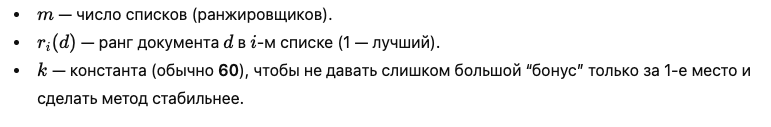 • m — число списков (ранжировщиков).
• rᵢ(d) — ранг документа d в i-м списке (1 — лучший).
• k — константа (обычно 60), чтобы не давать слишком большой “бонус” только за 1-е место и
сделать метод стабильнее.